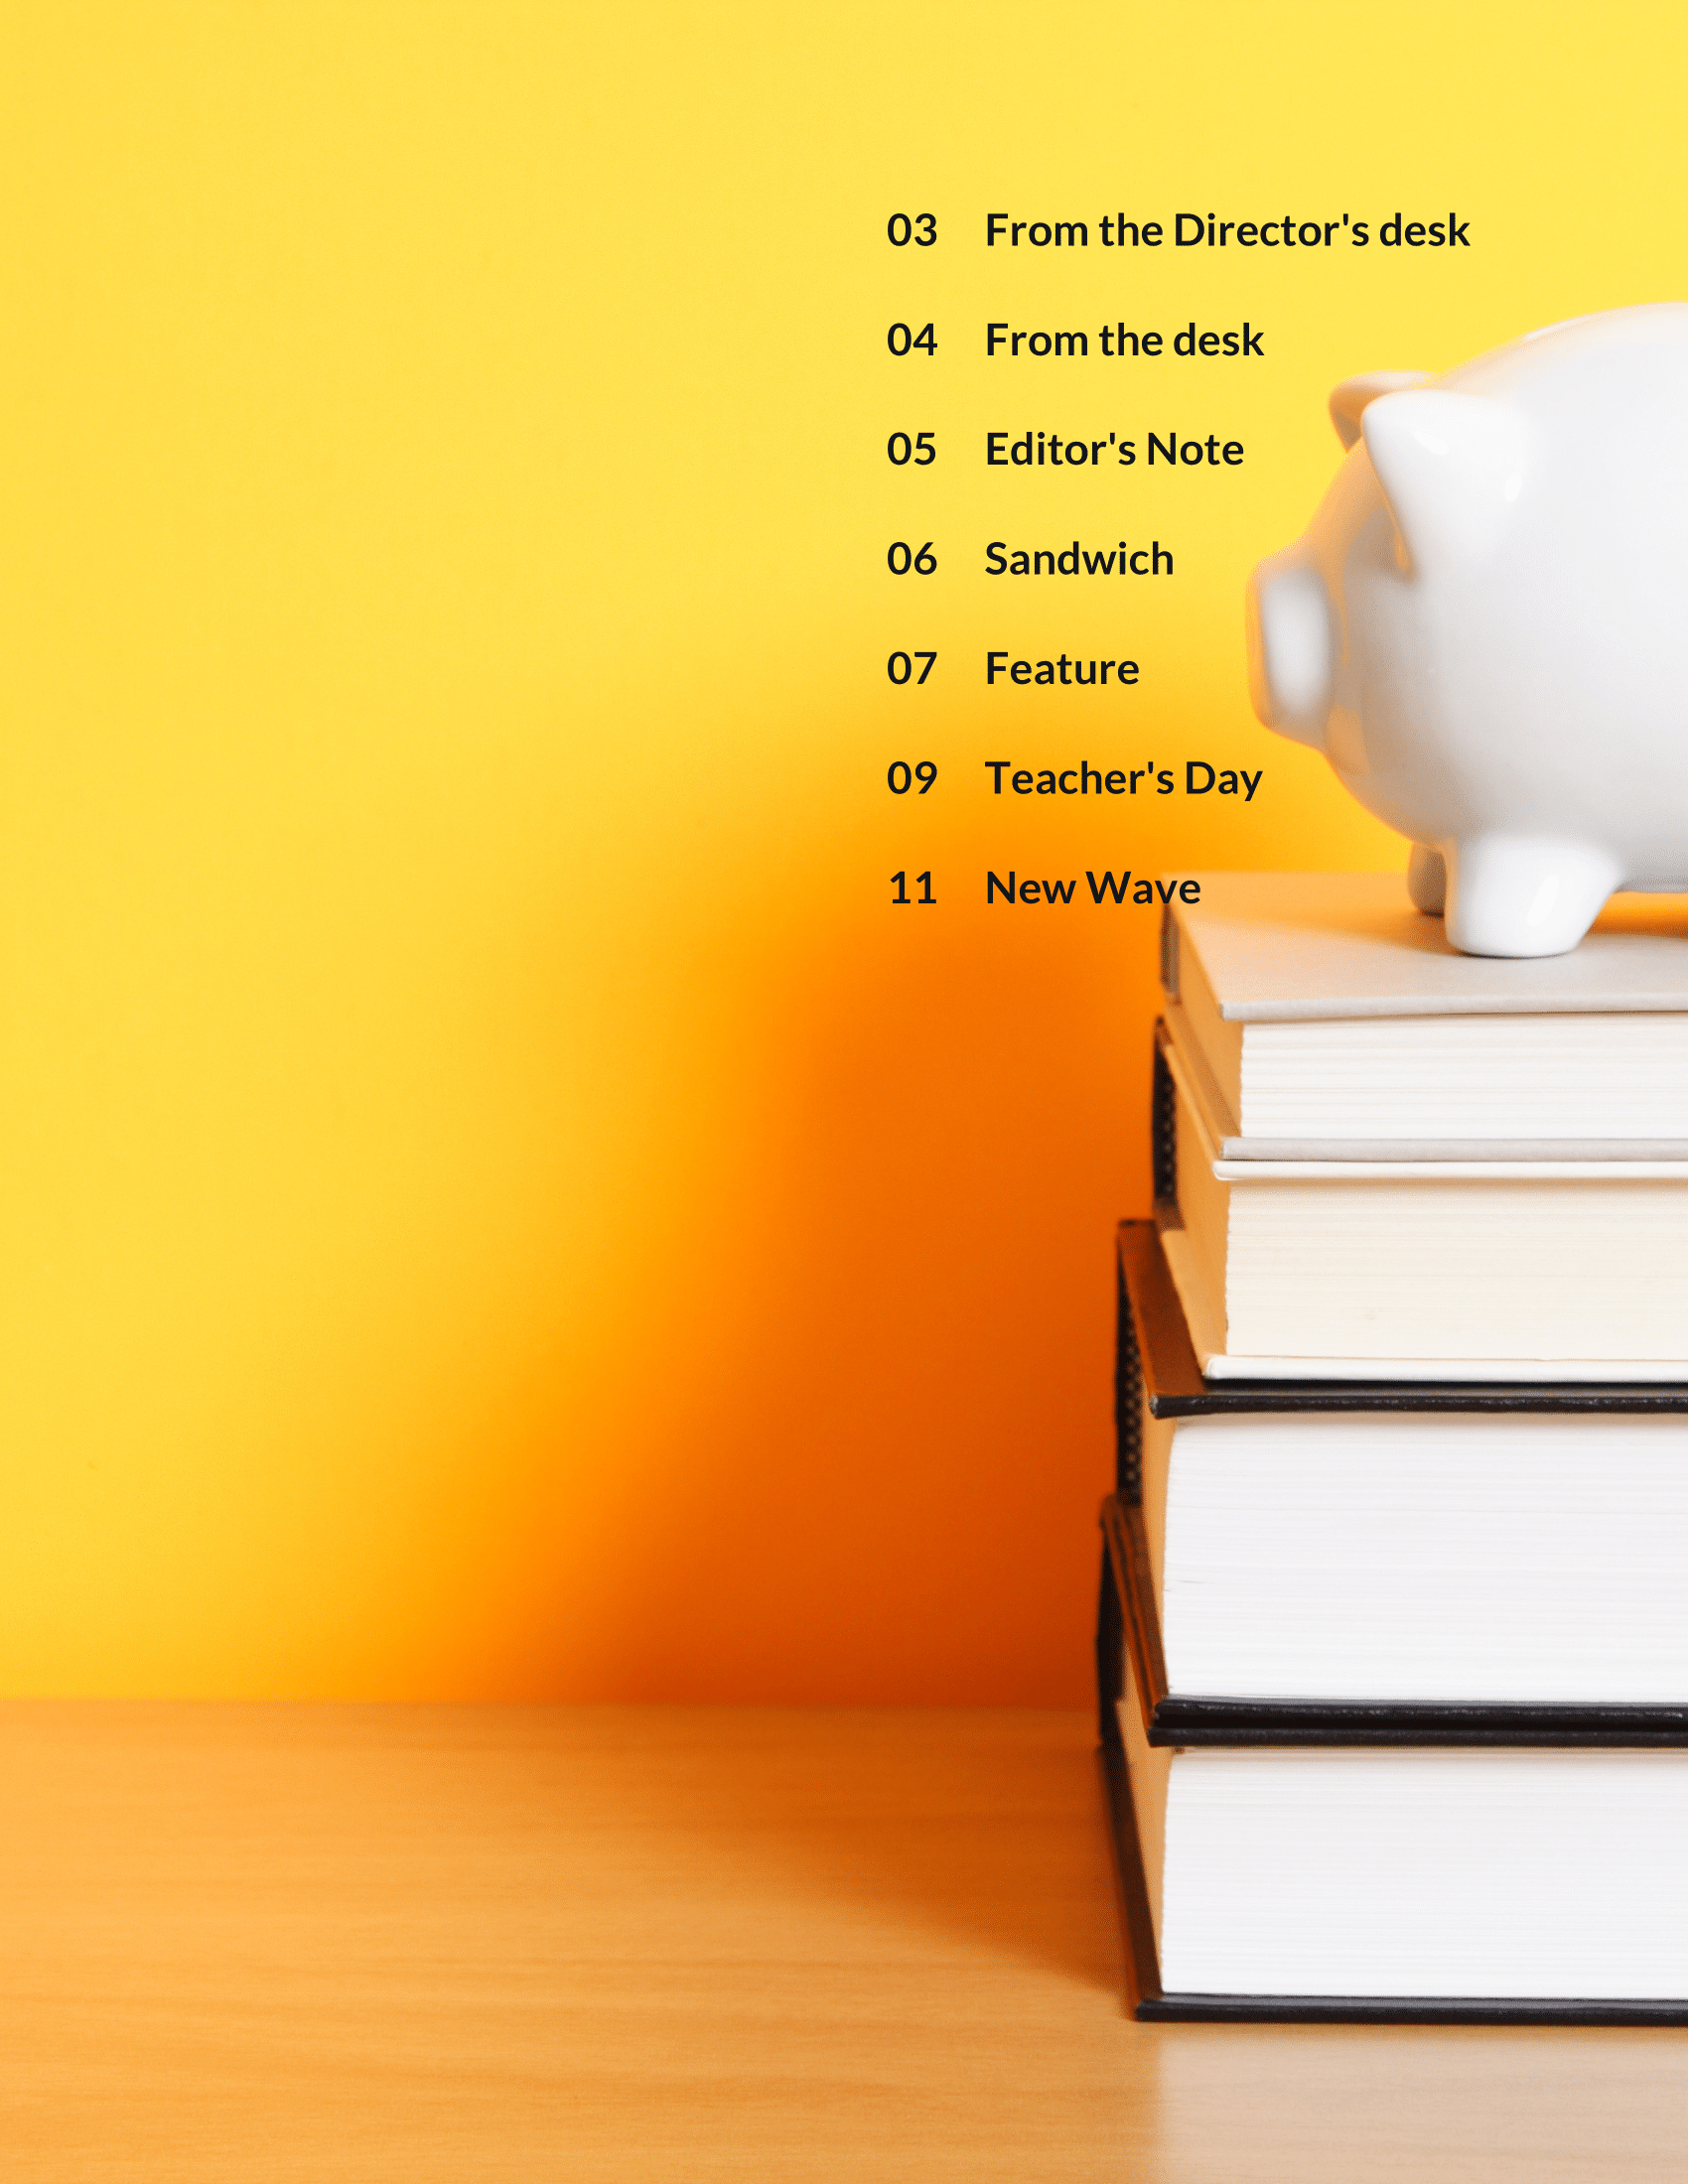 03 From the Director's desk
04 From the desk
05 Editor's Note
06 Sandwich
07 Feature
09 Teacher's Day
11 New Wave